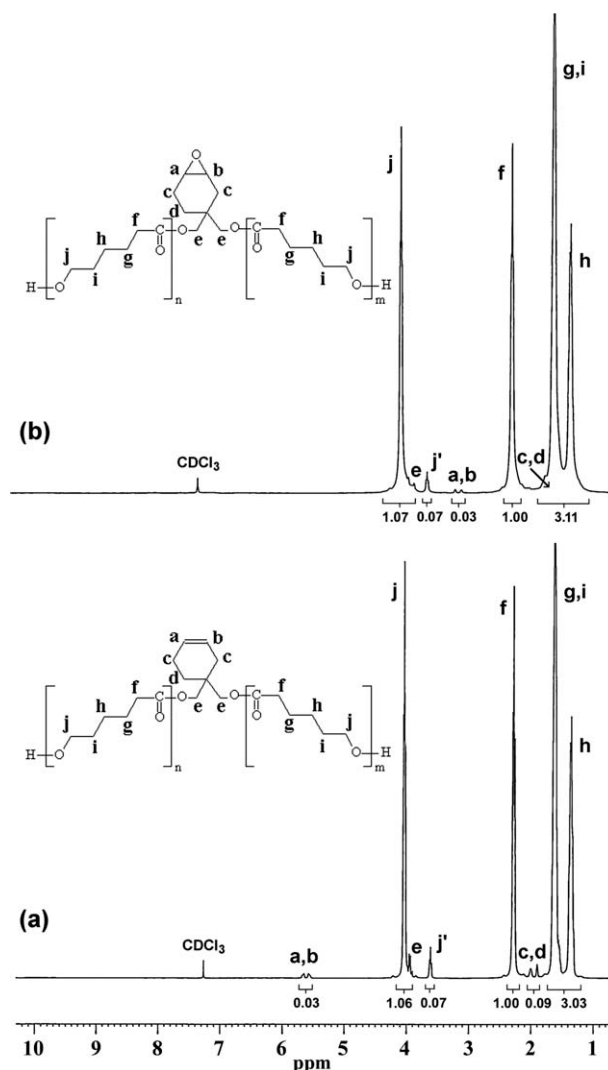 g,i
j
f
h
O
a b
c c
d
f O O f
j h C C h j
e e
g O O g
i i
H O n m O H
(b)
CDCl3
e j' a,b c,d
1.07 0.07 0.03 1.00 3.11
g,i
j
f
h
a b
c c
d
f O O f
j h C C h j
e e
g O O g
i i
H O n m O H
(a)
CDCl3
a,b e j' c,d
0.03 1.06 0.07 1.00 0.09 3.03
10 9 8 7 6 5 4 3 2 1
ppm ppm